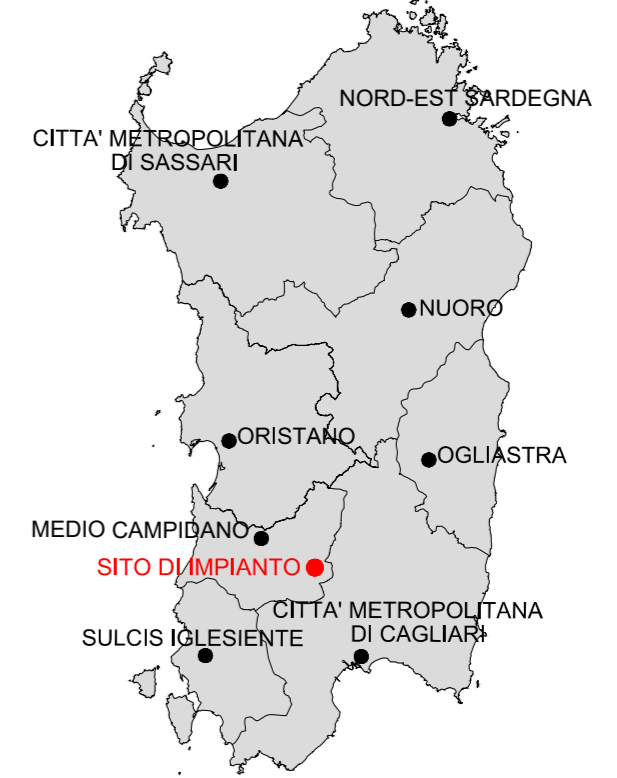 NORD-EST SARDEGNA
CITTA' METROPOLITANA
DI SASSARI
NUORO
ORISTANO
OGLIASTRA
MEDIO CAMPIDANO
SITO DI IMPIANTO
CITTA' METROPOLITANA
DI CAGLIARI
SULCIS IGLESIENTE